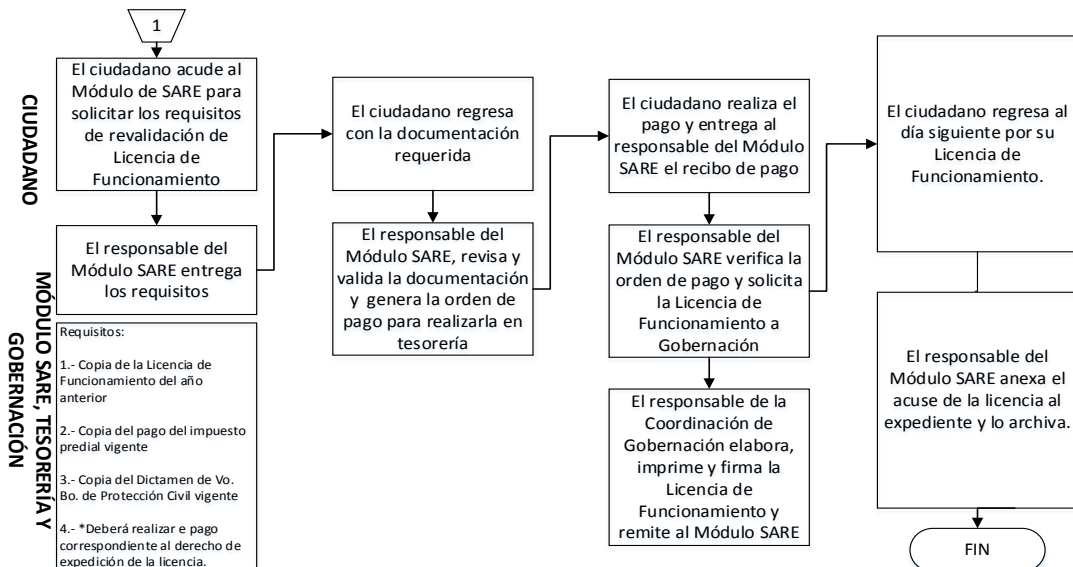 1
CIUDADANO
El ciudadano acude al
Módulo de SARE para
solicitar los requisitos
de revalidación de
Licencia de
Funcionamiento
El ciudadano regresa
con la documentación
requerida
El ciudadano realiza el
pago y entrega al
responsable del Módulo
SARE el recibo de pago
El ciudadano regresa al
día siguiente por su
Licencia de
Funcionamiento.
MÓDULO SARE, TESORERÍA Y
GOBERNACIÓN
El responsable del
Módulo SARE entrega
los requisitos
Requisitos:
1.- Copia de la Licencia de
Funcionamiento del año
anterior
2.- Copia del pago del impuesto
predial vigente
3.- Copia del Dictamen de Vo.
Bo. de Protección Civil vigente
4.- *Deberá realizar e pago
correspondiente al derecho de
expedición de la licencia.
El responsable del
Módulo SARE, revisa y
valida la documentación
y genera la orden de
pago para realizarla en
tesorería
El responsable del
Módulo SARE verifica la
orden de pago y solicita
la Licencia de
Funcionamiento a
Gobernación
El responsable de la
Coordinación de
Gobernación elabora,
imprime y firma la
Licencia de
Funcionamiento y
remite al Módulo SARE
El responsable del
Módulo SARE anexa el
acuse de la licencia al
expediente y lo archiva.
FIN